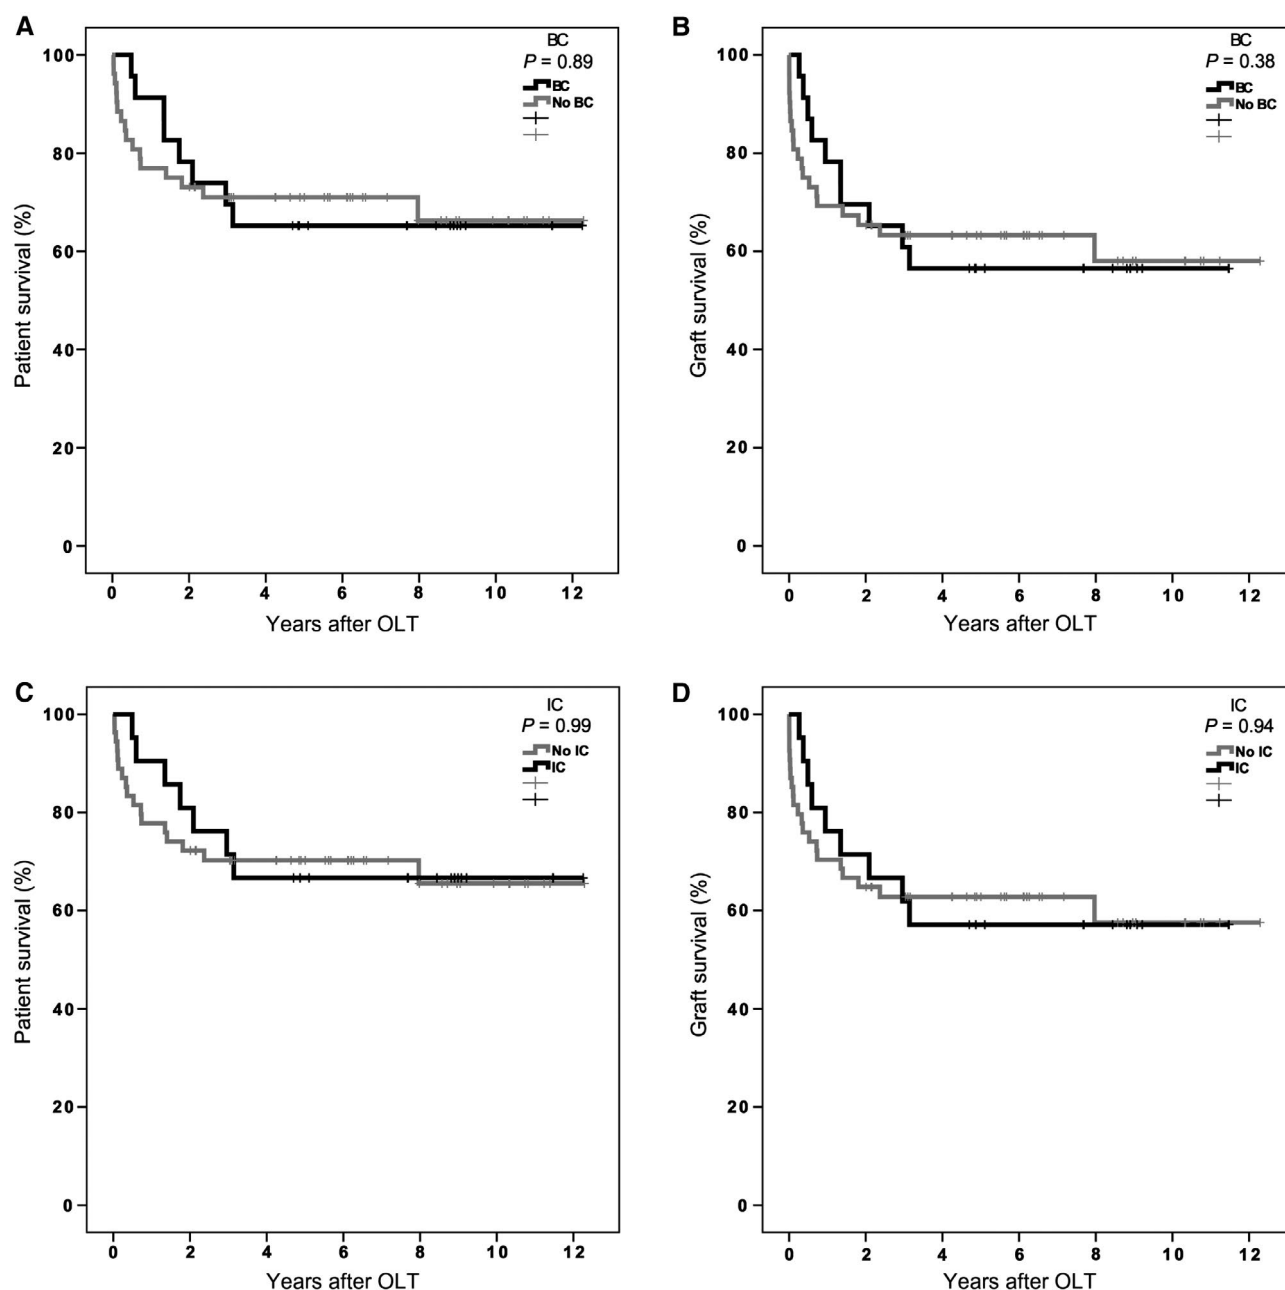 A
BC
P = 0.89
BC
No BC
100
80
60
40
20
0
Patient survival (%)
0 2 4 6 8 10 12
Years after OLT
B
BC
P = 0.38
BC
No BC
100
80
60
40
20
0
Graft survival (%)
0 2 4 6 8 10 12
Years after OLT
C
IC
P = 0.99
No IC
IC
100
80
60
40
20
0
Patient survival (%)
0 2 4 6 8 10 12
Years after OLT
D
IC
P = 0.94
No IC
IC
100
80
60
40
20
0
Graft survival (%)
0 2 4 6 8 10 12
Years after OLT